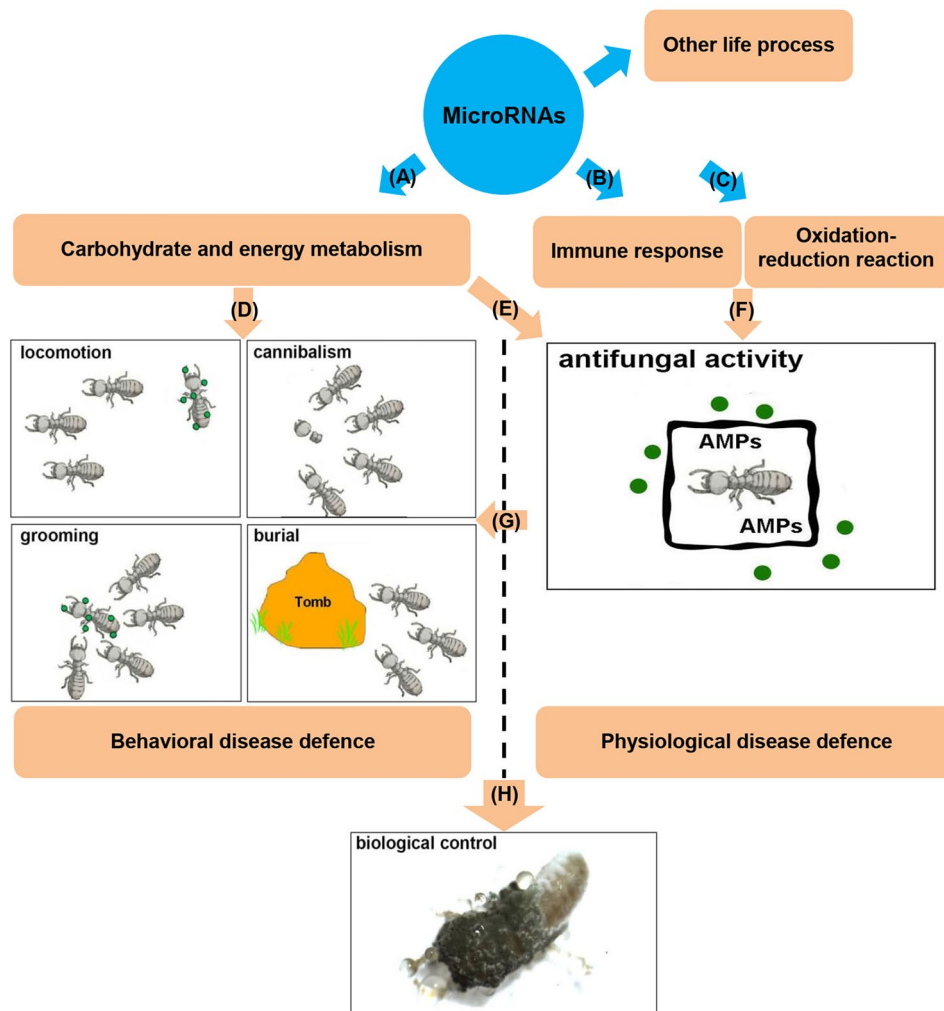 Other life process
MicroRNAs
(A)
(B)
(C)
Carbohydrate and energy metabolism
Immune response
Oxidation-
reduction reaction
(D)
(E)
(F)
locomotion
cannibalism
antifungal activity
AMPs
AMPs
(G)
grooming
burial
Tomb
Behavioral disease defence
Physiological disease defence
(H)
biological control